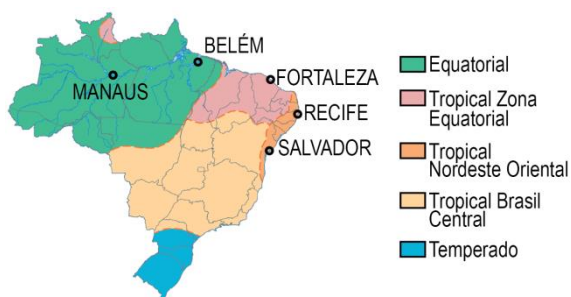 BELÉM
MANAUS
FORTALEZA
RECIFE
SALVADOR
Equatorial
Tropical Zona
Equatorial
Tropical
Nordeste Oriental
Tropical Brasil
Central
Temperado